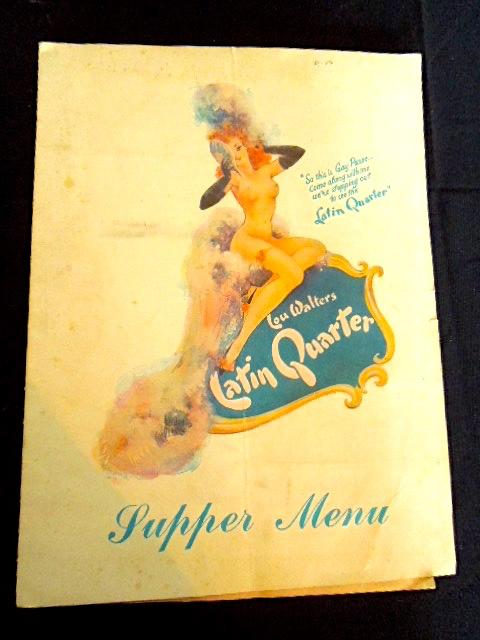 "So this is Gay Paree...
Come along with me
we're stepping out
to see the
Latin Quarter"
Lou Walters
Latin Quarter
Supper Menu